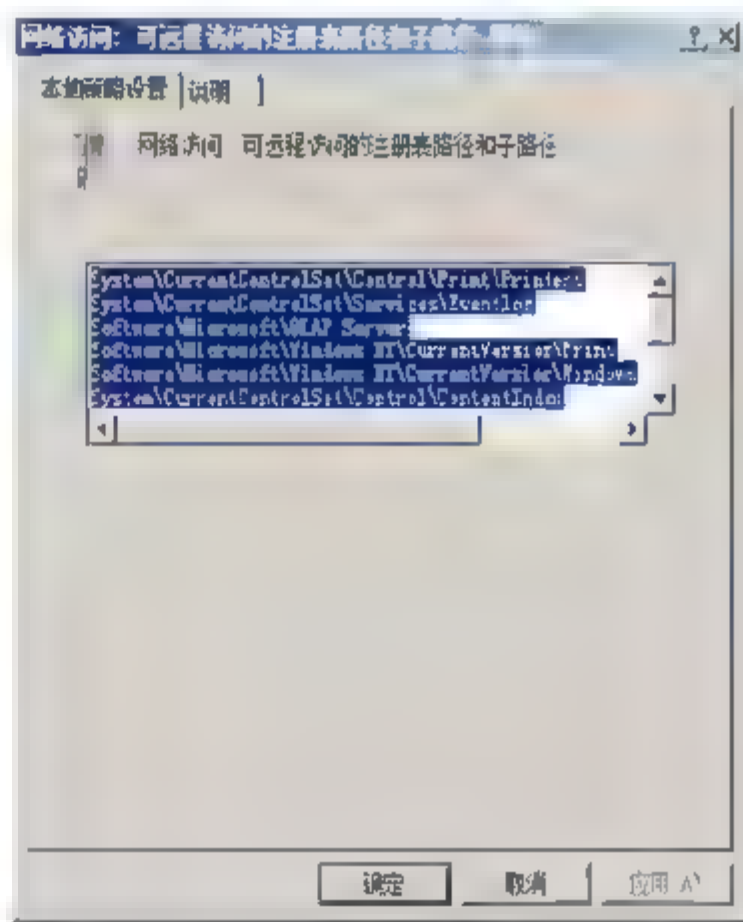 网络访问: 可远程访问的注册表路径和子路径
本地策略设置 说明
网络访问 可远程访问的注册表路径和子路径
System\CurrentControlSet\Control\Print\Printers
System\CurrentControlSet\Services\Eventlog
Software\Microsoft\OLAP Server
Software\Microsoft\Windows NT\CurrentVersion\Print
Software\Microsoft\Windows NT\CurrentVersion\Windows
System\CurrentControlSet\Control\ContentIndex
确定 取消 应用